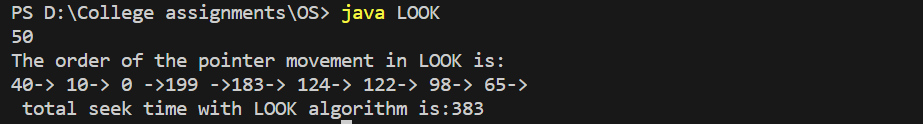 PS D:\College assignments\OS> java LOOK
50
The order of the pointer movement in LOOK is:
40-> 10-> 0 ->199 ->183-> 124-> 122-> 98-> 65->
 total seek time with LOOK algorithm is:383